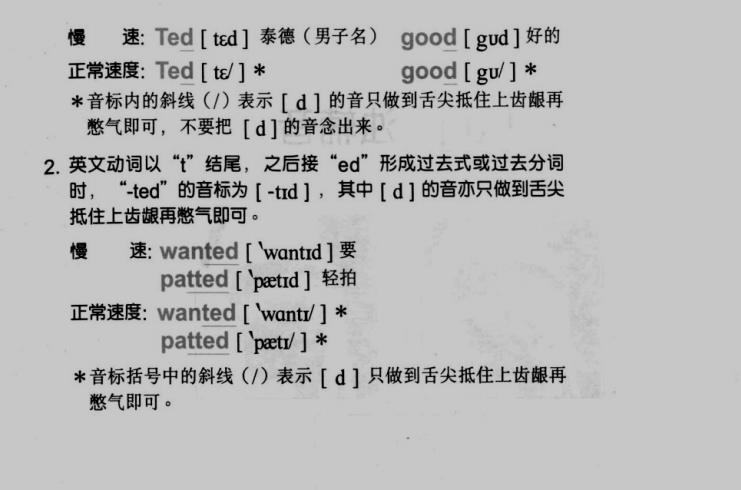 慢　　速: Ted [ tɛd ] 泰德（男子名） good [ gʊd ] 好的
正常速度: Ted [ tɛ/ ] * good [ gʊ/ ] *
*音标内的斜线（/）表示 [ d ] 的音只做到舌尖抵住上齿龈再
憋气即可，不要把 [ d ] 的音念出来。
2. 英文动词以“t”结尾，之后接“ed”形成过去式或过去分词
时，“-ted”的音标为 [ -tɪd ]，其中 [ d ] 的音亦只做到舌尖
抵住上齿龈再憋气即可。
慢　　速: wanted [ ˋwɑntɪd ] 要
patted [ ˋpætɪd ] 轻拍
正常速度: wanted [ ˋwɑntɪ/ ] *
patted [ ˋpætɪ/ ] *
*音标括号中的斜线（/）表示 [ d ] 只做到舌尖抵住上齿龈再
憋气即可。